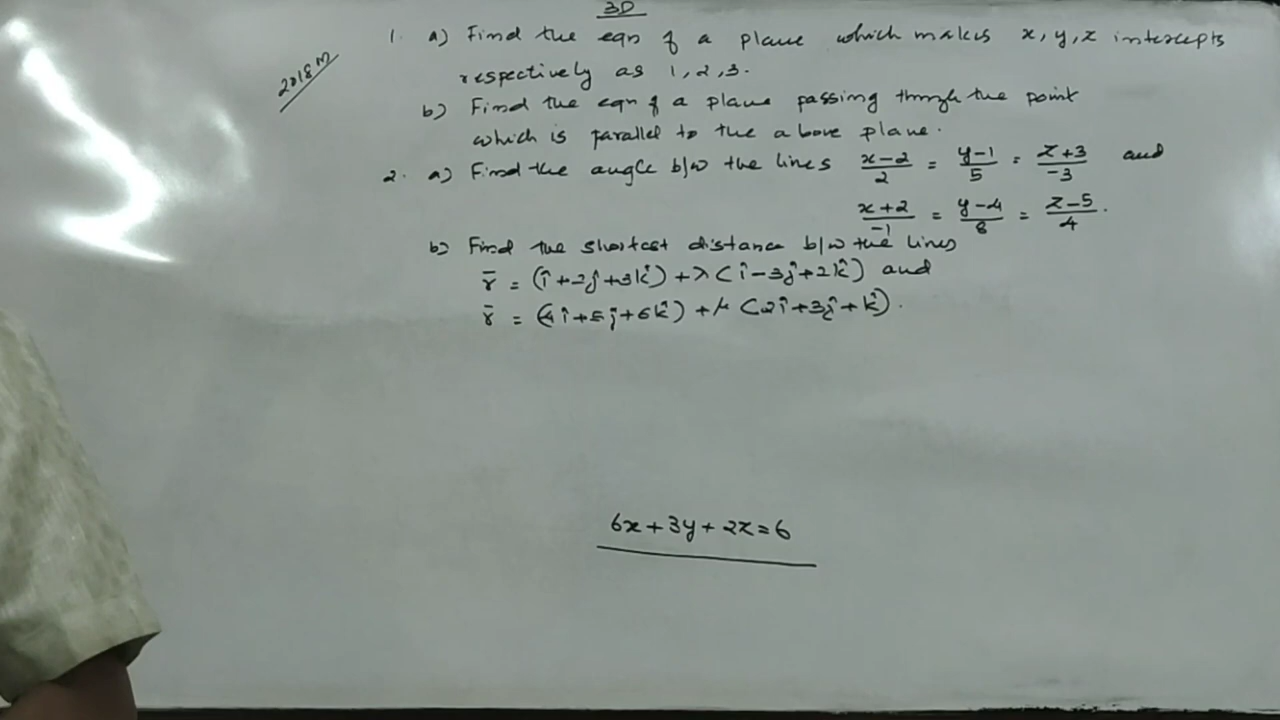 3D
1. a) Find the eqn of a plane which makes x, y, z intercepts
2018 M
respectively as 1, 2, 3.
b) Find the eqn of a plane passing through the point
which is parallel to the above plane.
2. a) Find the angle b/w the lines x-2/2 = y-1/5 = z+3/-3 and
x+2/-1 = y-4/8 = z-5/4.
b) Find the shortest distance b/w the lines
r̄ = (î+2ĵ+3k̂) + λ(î-3ĵ+2k̂) and
r̄ = (4î+5ĵ+6k̂) + μ(2î+3ĵ+k̂).
6x+3y+2z=6